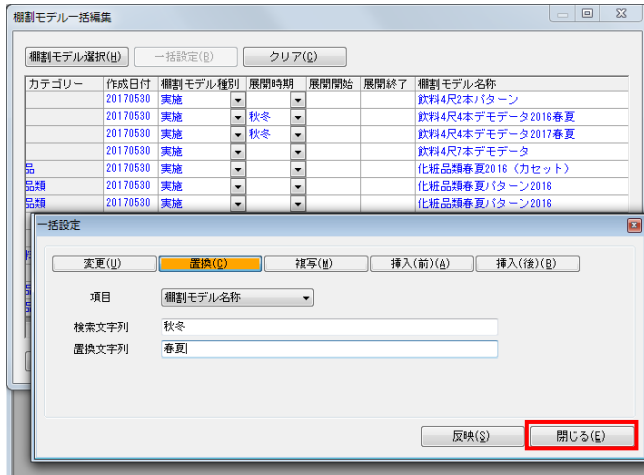 棚割モデル一括編集
棚割モデル選択(H) 一括設定(B) クリア(C)
カテゴリー 作成日付 棚割モデル種別 展開時期 展開開始 展開終了 棚割モデル名称
20170530 実施 飲料4尺2本パターン
20170530 実施 秋冬 飲料4尺4本デモデータ2016春夏
20170530 実施 秋冬 飲料4尺4本デモデータ2017春夏
20170530 実施 飲料4尺7本デモデータ
品 20170530 実施 化粧品類春夏2016（カセット）
品類 20170530 実施 化粧品類春夏パターン2016
品類 20170530 実施 化粧品類春夏パターン2016
一括設定
変更(U) 置換(C) 複写(M) 挿入(前)(A) 挿入(後)(B)
項目 棚割モデル名称
検索文字列 秋冬
置換文字列 春夏
反映(S) 閉じる(E)